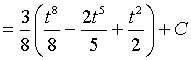 = 3/8 ( t^8/8 − 2t^5/5 + t^2/2 ) + C